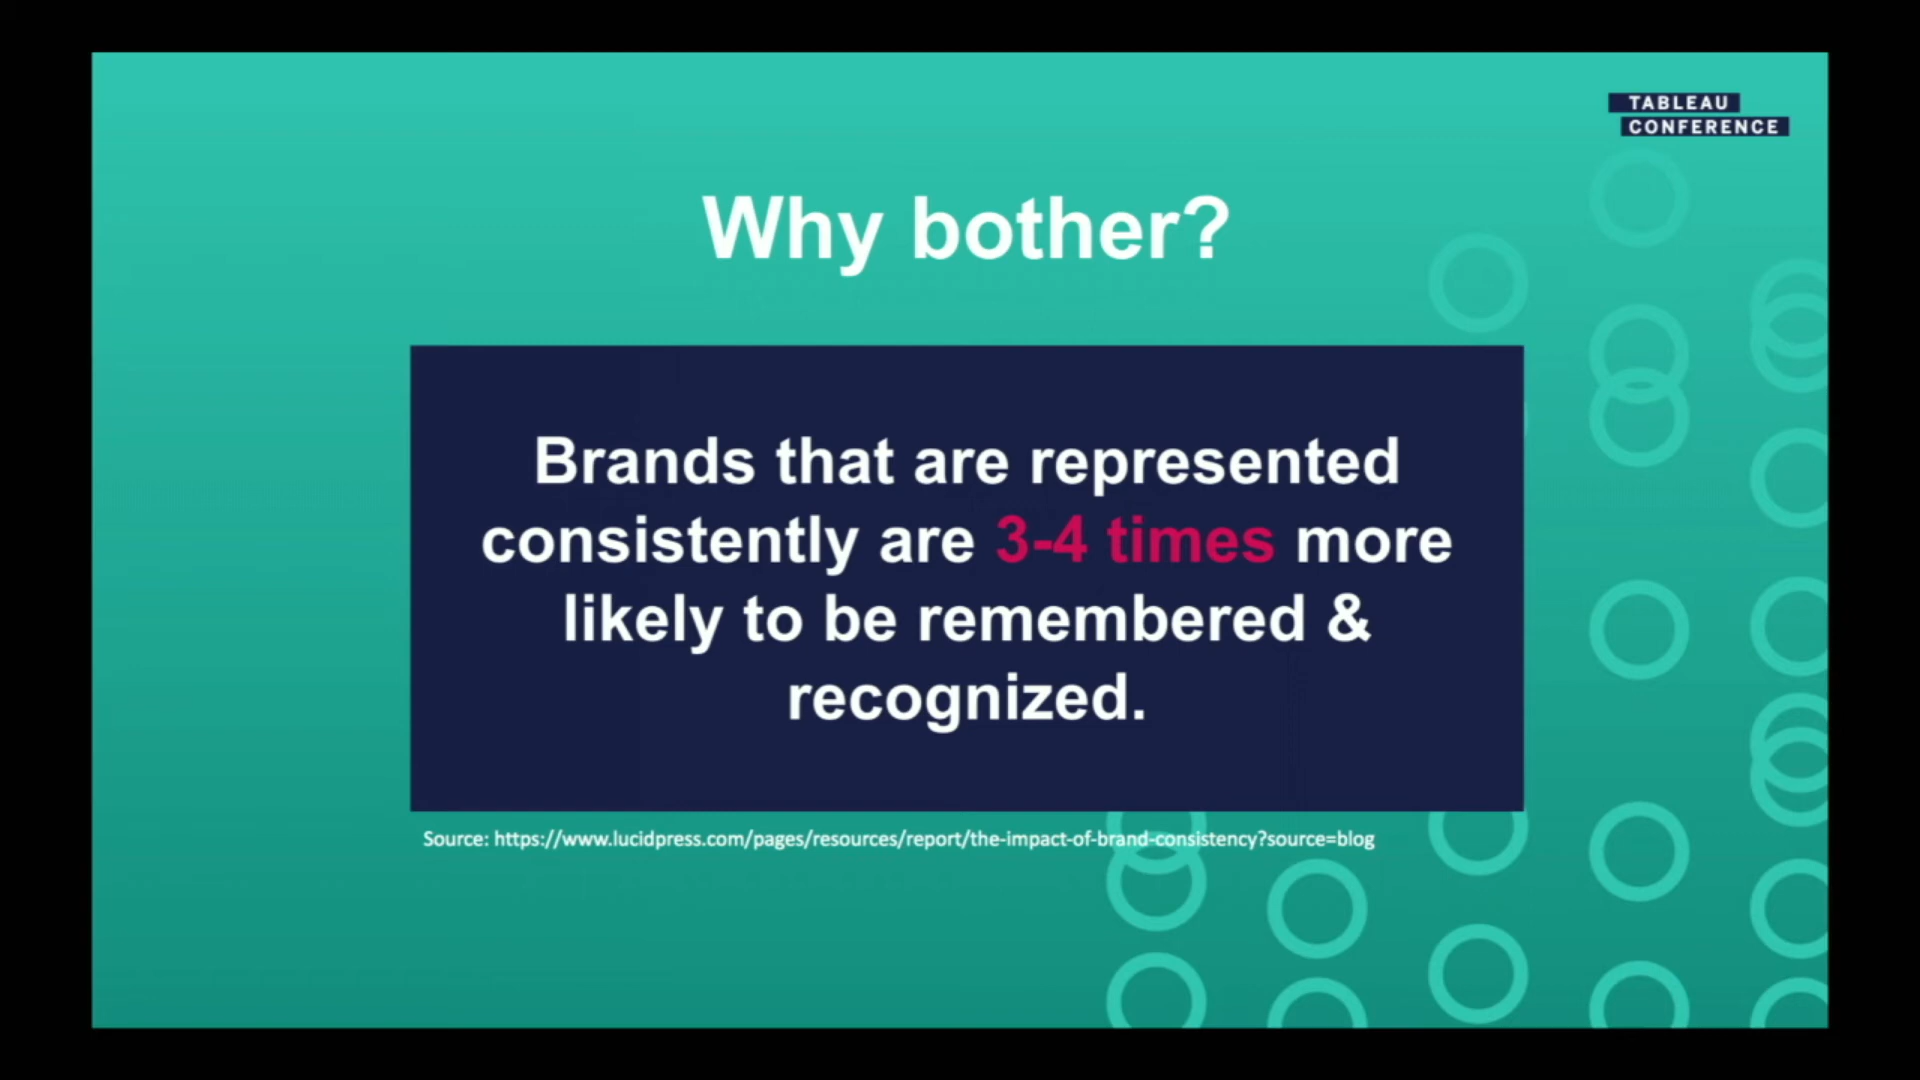 TABLEAU
CONFERENCE
Why bother?
Brands that are represented
consistently are 3-4 times more
likely to be remembered &
recognized.
Source: https://www.lucidpress.com/pages/resources/report/the-impact-of-brand-consistency?source=blog